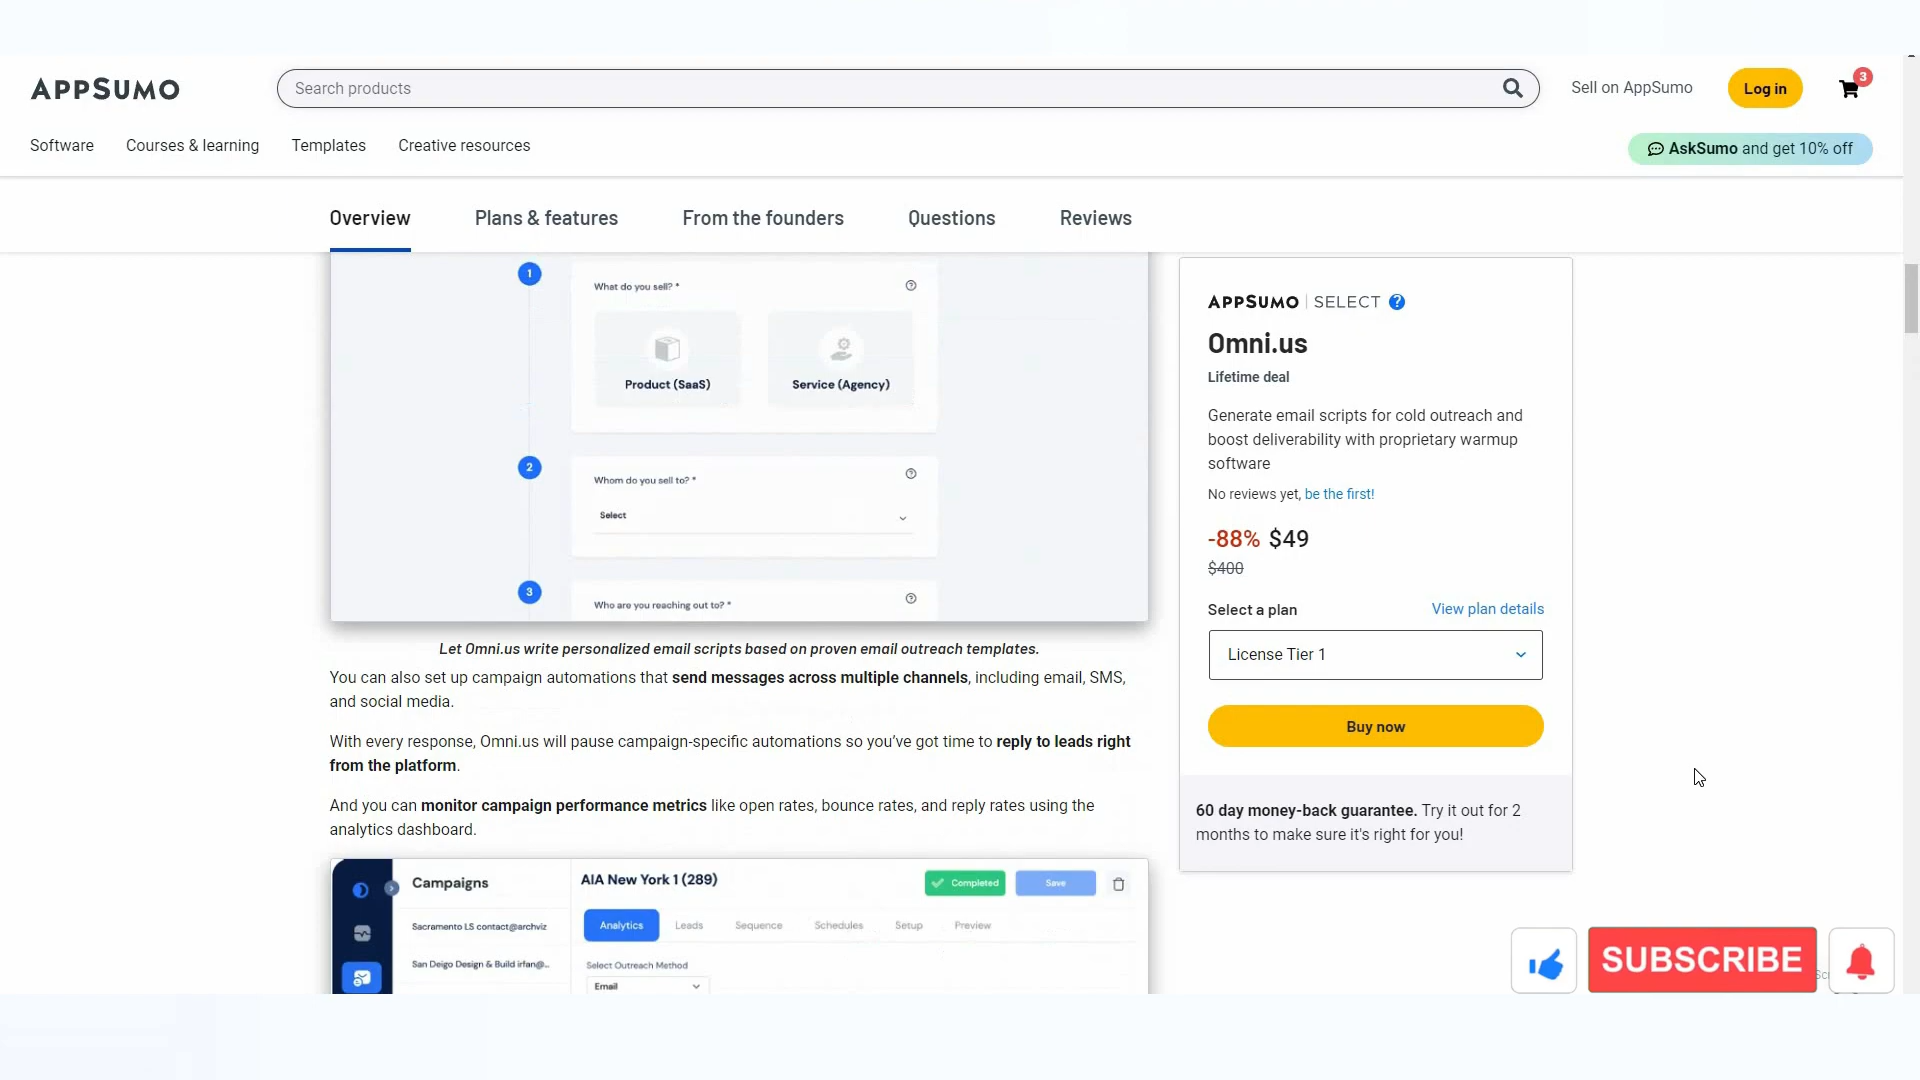 APPSUMO
Search products
Sell on AppSumo
Log in
3
Software
Courses & learning
Templates
Creative resources
AskSumo and get 10% off
Overview
Plans & features
From the founders
Questions
Reviews
1
What do you sell? *
Product (SaaS)
Service (Agency)
2
Whom do you sell to? *
Select
3
Who are you reaching out to? *
Let Omni.us write personalized email scripts based on proven email outreach templates.
You can also set up campaign automations that send messages across multiple channels, including email, SMS,
and social media.
With every response, Omni.us will pause campaign-specific automations so you've got time to reply to leads right
from the platform.
And you can monitor campaign performance metrics like open rates, bounce rates, and reply rates using the
analytics dashboard.
Campaigns
Sacramento LS contact@archviz
San Deigo Design & Build irfan@...
AIA New York 1 (289)
Completed
Save
Analytics
Leads
Sequence
Schedules
Setup
Preview
Select Outreach Method
Email
APPSUMO | SELECT ?
Omni.us
Lifetime deal
Generate email scripts for cold outreach and
boost deliverability with proprietary warmup
software
No reviews yet, be the first!
-88% $49
$400
Select a plan
View plan details
License Tier 1
Buy now
60 day money-back guarantee. Try it out for 2
months to make sure it's right for you!
SUBSCRIBE